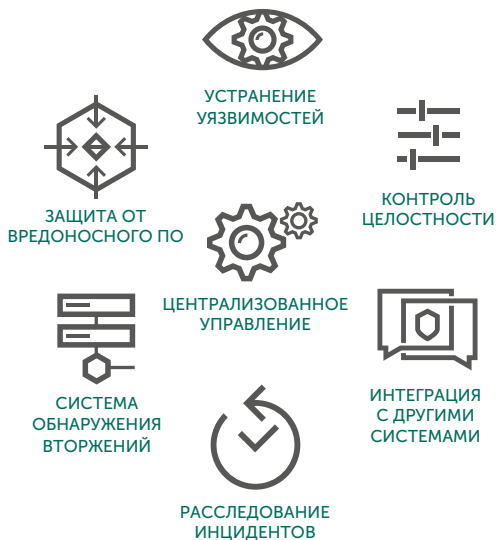 УСТРАНЕНИЕ
УЯЗВИМОСТЕЙ
ЗАЩИТА ОТ
ВРЕДОНОСНОГО ПО
КОНТРОЛЬ
ЦЕЛОСТНОСТИ
ЦЕНТРАЛИЗОВАННОЕ
УПРАВЛЕНИЕ
СИСТЕМА
ОБНАРУЖЕНИЯ
ВТОРЖЕНИЙ
ИНТЕГРАЦИЯ
С ДРУГИМИ
СИСТЕМАМИ
РАССЛЕДОВАНИЕ
ИНЦИДЕНТОВ